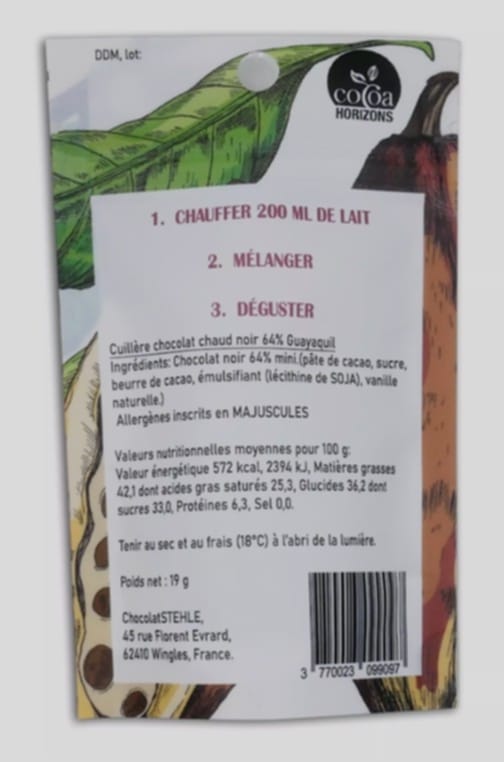 DDM, lot:
cocoa
HORIZONS
1. CHAUFFER 200 ML DE LAIT
2. MÉLANGER
3. DÉGUSTER
Cuillère chocolat chaud noir 64% Guayaquil
Ingrédients: Chocolat noir 64% mini.(pâte de cacao, sucre,
beurre de cacao, émulsifiant (lécithine de SOJA), vanille
naturelle.)
Allergènes inscrits en MAJUSCULES
Valeurs nutritionnelles moyennes pour 100 g:
Valeur énergétique 572 kcal, 2394 kJ, Matières grasses
42,1 dont acides gras saturés 25,3, Glucides 36,2 dont
sucres 33,0, Protéines 6,3, Sel 0,0.
Tenir au sec et au frais (18°C) à l'abri de la lumière.
Poids net : 19 g
ChocolatSTEHLE,
45 rue Florent Evrard,
62410 Wingles, France.
3 770023 099097